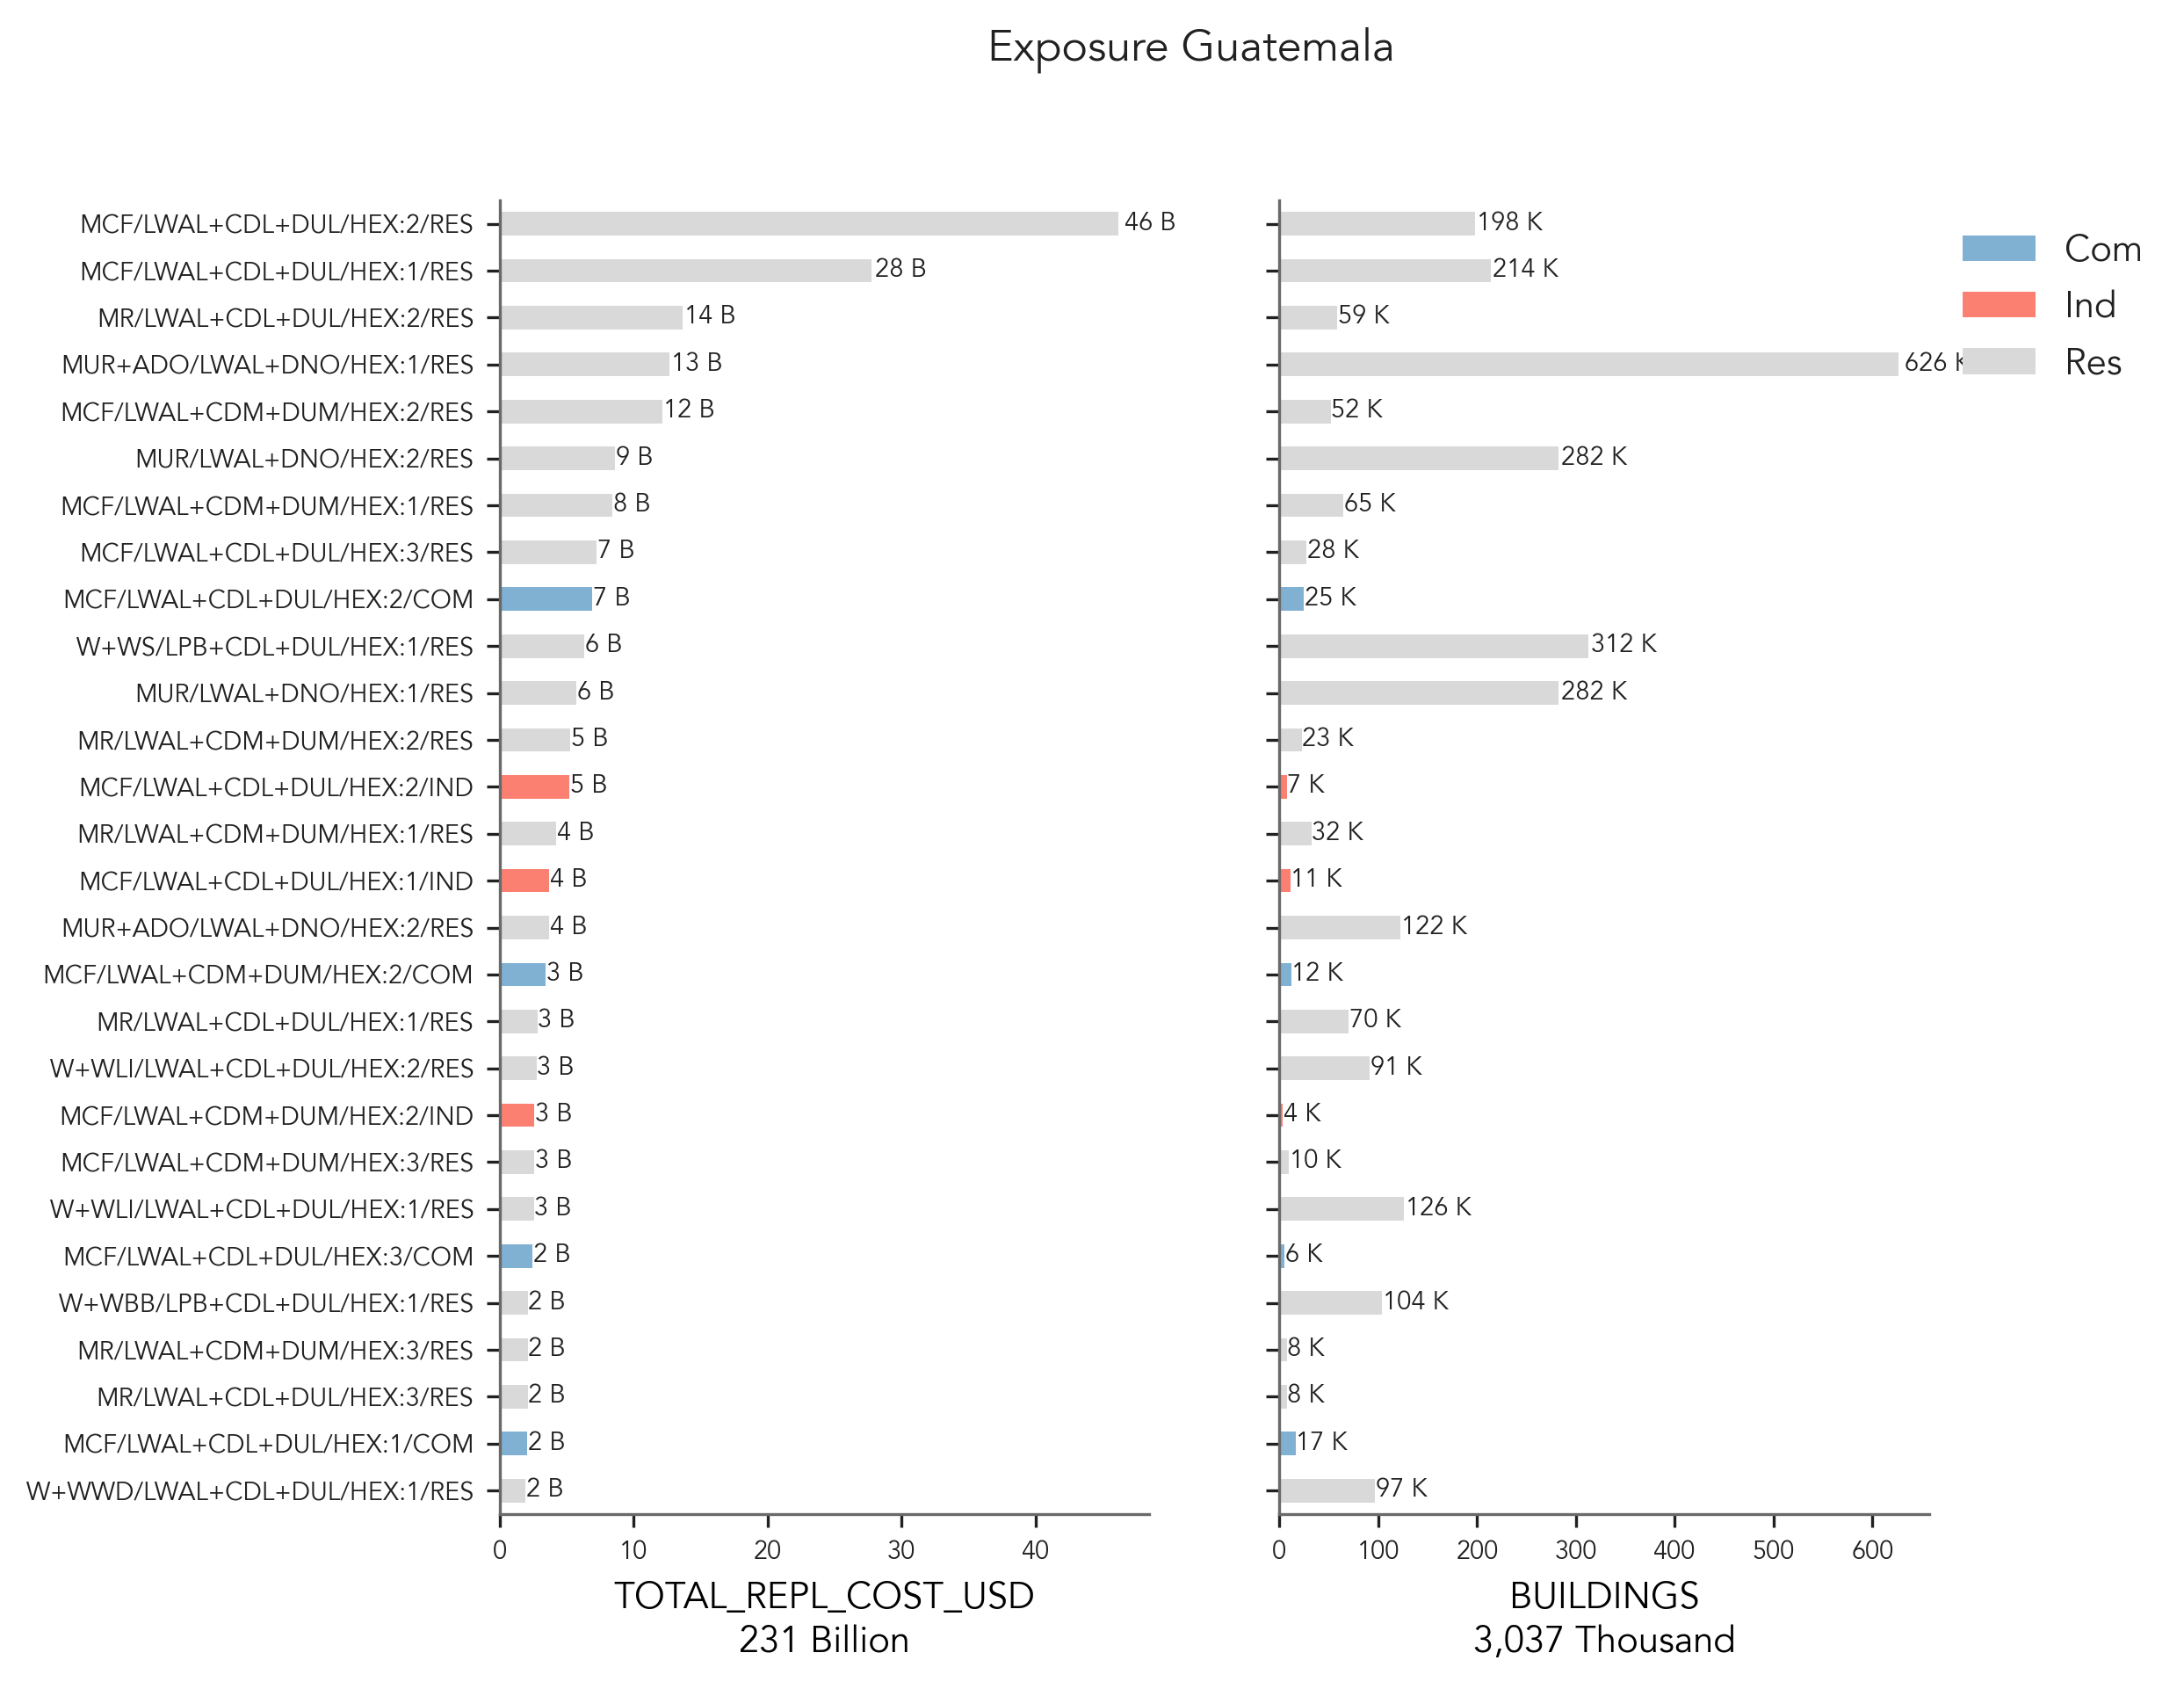 Exposure Guatemala
MCF/LWAL+CDL+DUL/HEX:2/RES 46 B 198 K
MCF/LWAL+CDL+DUL/HEX:1/RES 28 B 214 K
MR/LWAL+CDL+DUL/HEX:2/RES 14 B 59 K
MUR+ADO/LWAL+DNO/HEX:1/RES 13 B 626 K
MCF/LWAL+CDM+DUM/HEX:2/RES 12 B 52 K
MUR/LWAL+DNO/HEX:2/RES 9 B 282 K
MCF/LWAL+CDM+DUM/HEX:1/RES 8 B 65 K
MCF/LWAL+CDL+DUL/HEX:3/RES 7 B 28 K
MCF/LWAL+CDL+DUL/HEX:2/COM 7 B 25 K
W+WS/LPB+CDL+DUL/HEX:1/RES 6 B 312 K
MUR/LWAL+DNO/HEX:1/RES 6 B 282 K
MR/LWAL+CDM+DUM/HEX:2/RES 5 B 23 K
MCF/LWAL+CDL+DUL/HEX:2/IND 5 B 7 K
MR/LWAL+CDM+DUM/HEX:1/RES 4 B 32 K
MCF/LWAL+CDL+DUL/HEX:1/IND 4 B 11 K
MUR+ADO/LWAL+DNO/HEX:2/RES 4 B 122 K
MCF/LWAL+CDM+DUM/HEX:2/COM 3 B 12 K
MR/LWAL+CDL+DUL/HEX:1/RES 3 B 70 K
W+WLI/LWAL+CDL+DUL/HEX:2/RES 3 B 91 K
MCF/LWAL+CDM+DUM/HEX:2/IND 3 B 4 K
MCF/LWAL+CDM+DUM/HEX:3/RES 3 B 10 K
W+WLI/LWAL+CDL+DUL/HEX:1/RES 3 B 126 K
MCF/LWAL+CDL+DUL/HEX:3/COM 2 B 6 K
W+WBB/LPB+CDL+DUL/HEX:1/RES 2 B 104 K
MR/LWAL+CDM+DUM/HEX:3/RES 2 B 8 K
MR/LWAL+CDL+DUL/HEX:3/RES 2 B 8 K
MCF/LWAL+CDL+DUL/HEX:1/COM 2 B 17 K
W+WWD/LWAL+CDL+DUL/HEX:1/RES 2 B 97 K
0 10 20 30 40
TOTAL_REPL_COST_USD
231 Billion
0 100 200 300 400 500 600
BUILDINGS
3,037 Thousand
Com
Ind
Res